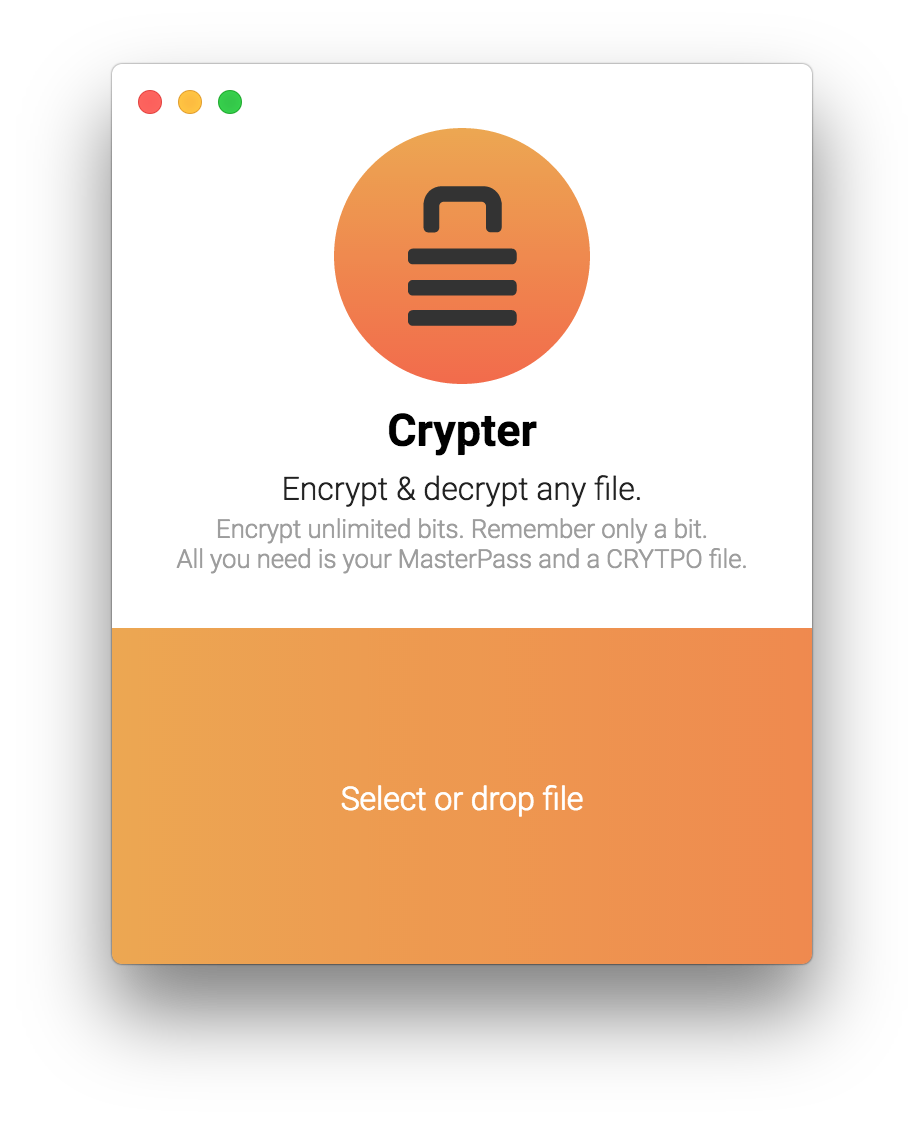 Crypter
Encrypt & decrypt any file.
Encrypt unlimited bits. Remember only a bit.
All you need is your MasterPass and a CRYTPO file.
Select or drop file